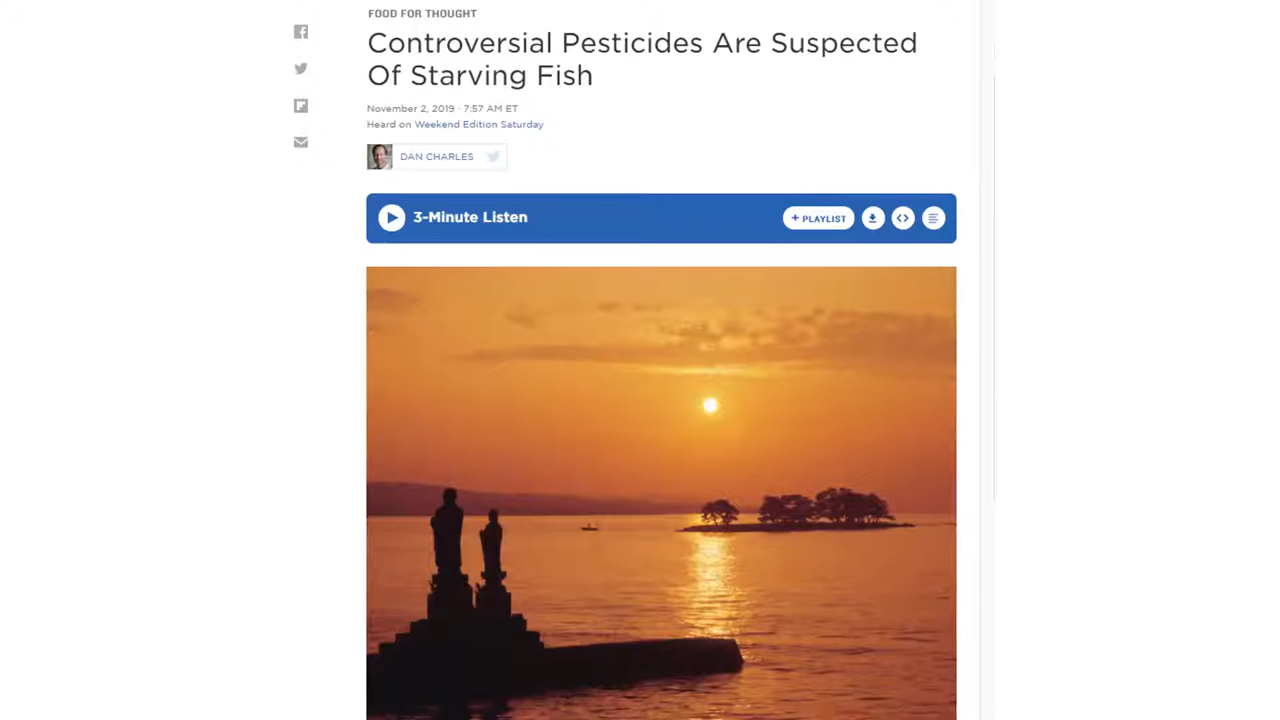 FOOD FOR THOUGHT
Controversial Pesticides Are Suspected
Of Starving Fish
November 2, 2019 · 7:57 AM ET
Heard on Weekend Edition Saturday
DAN CHARLES
3-Minute Listen
+ PLAYLIST